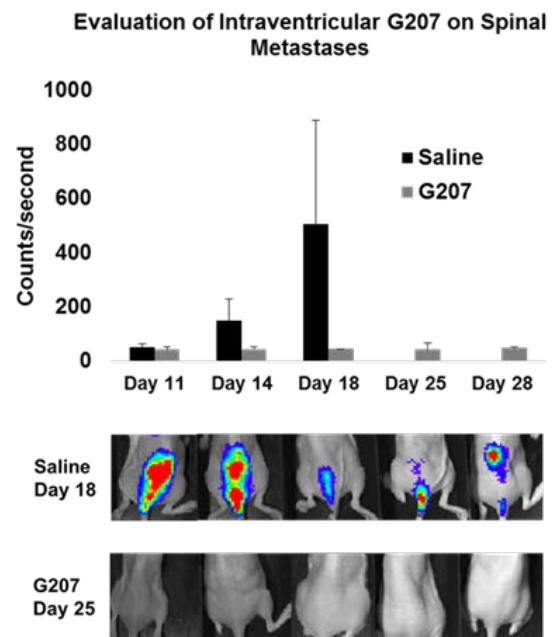 Evaluation of Intraventricular G207 on Spinal
Metastases
1000
800
600
400
200
0
Counts/second
Saline
G207
Day 11 Day 14 Day 18 Day 25 Day 28
Saline
Day 18
G207
Day 25